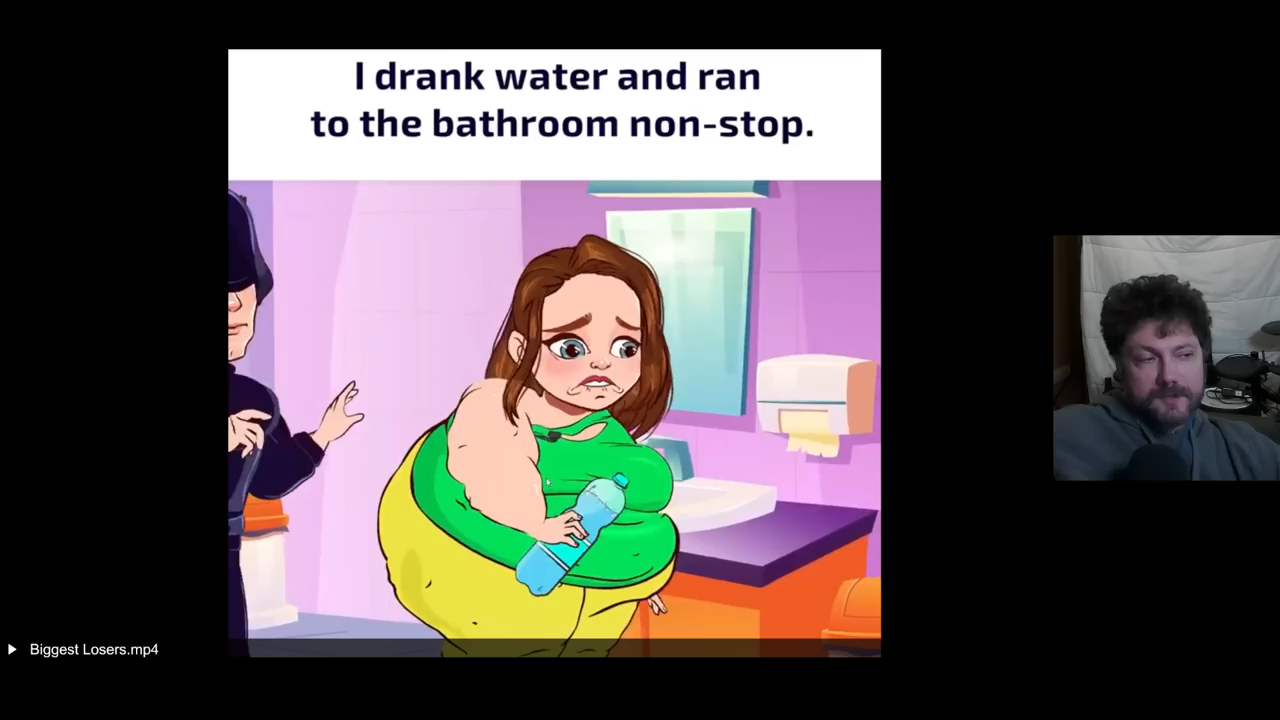 I drank water and ran
to the bathroom non-stop.
Biggest Losers.mp4